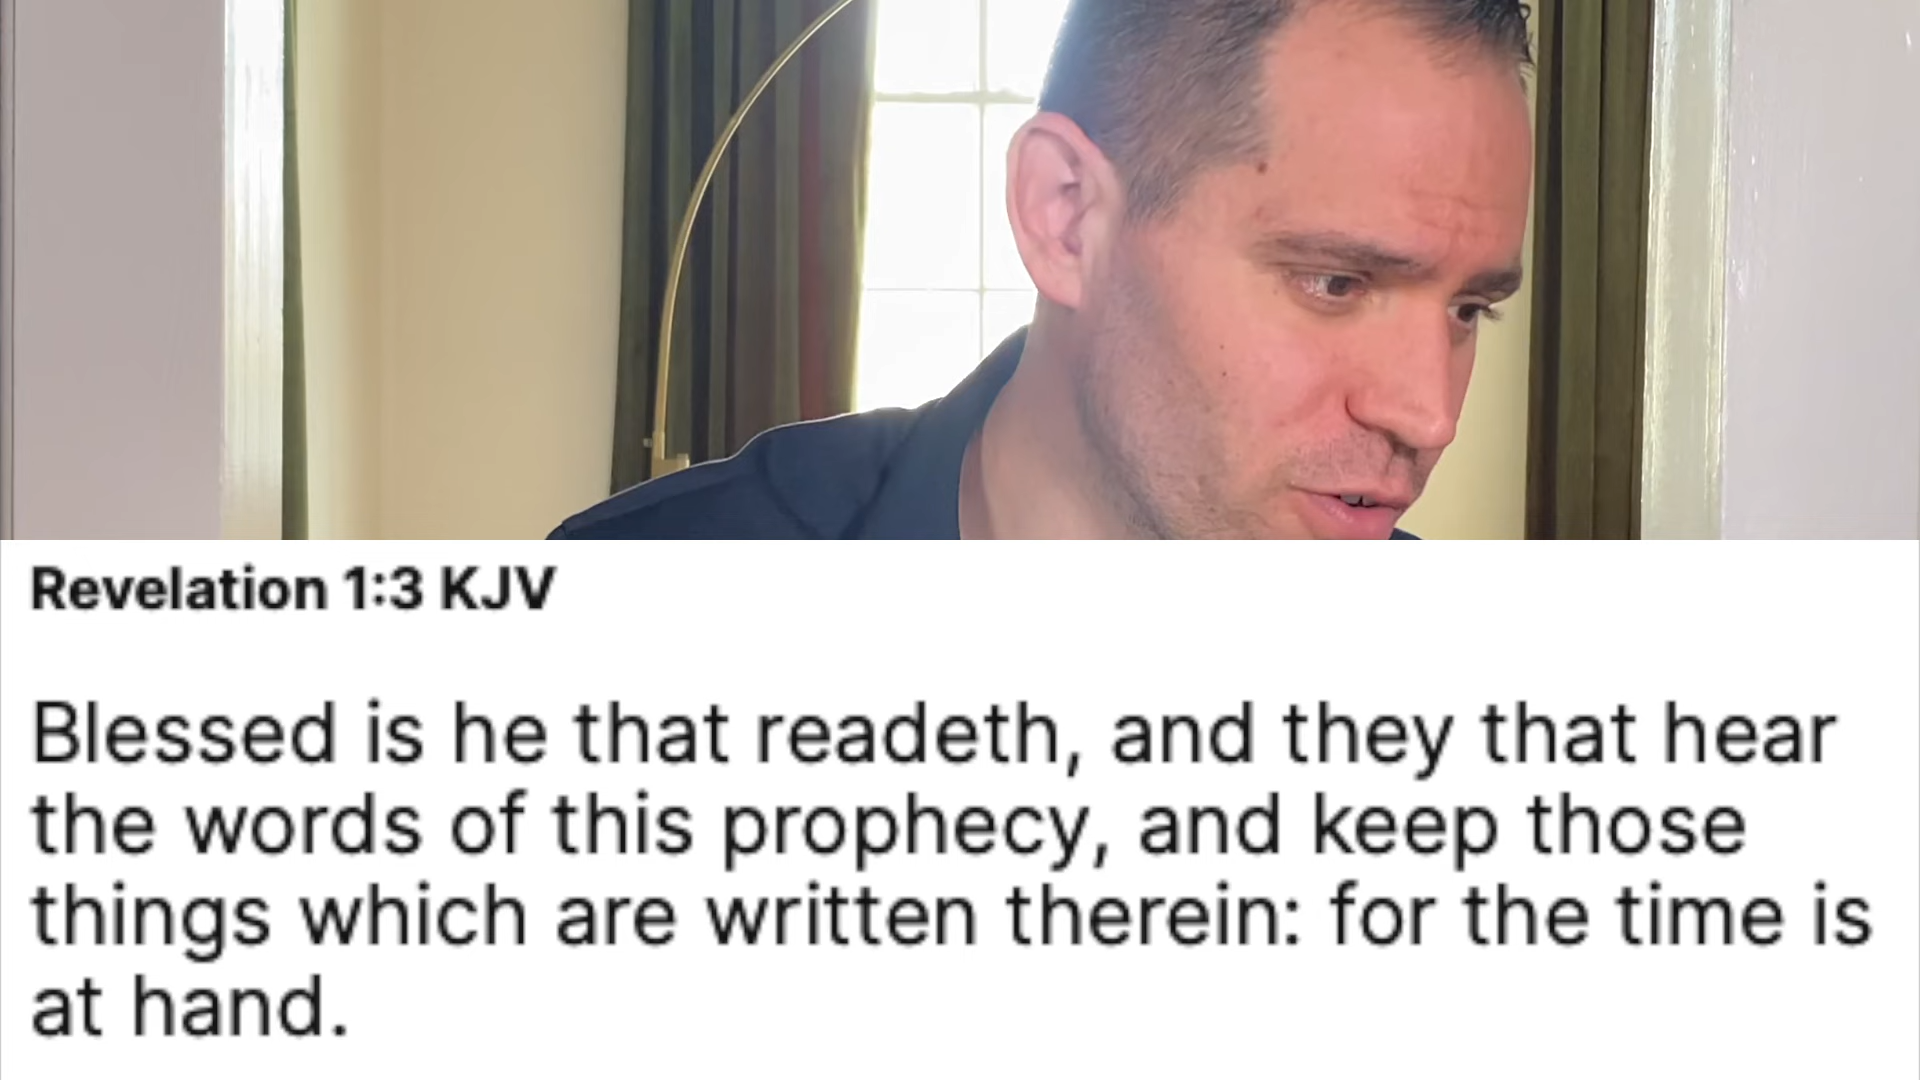 Revelation 1:3 KJV
Blessed is he that readeth, and they that hear
the words of this prophecy, and keep those
things which are written therein: for the time is
at hand.